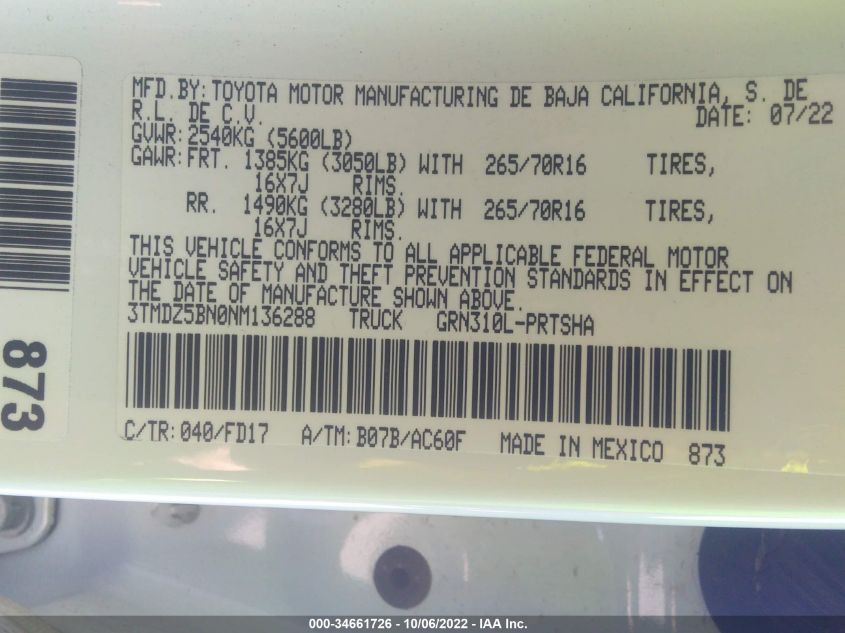 MFD.BY: TOYOTA MOTOR MANUFACTURING DE BAJA CALIFORNIA, S. DE
R.L. DE C.V. DATE: 07/22
GVWR: 2540KG (5600LB)
GAWR: FRT. 1385KG (3050LB) WITH 265/70R16 TIRES,
16X7J RIMS.
RR. 1490KG (3280LB) WITH 265/70R16 TIRES,
16X7J RIMS.
THIS VEHICLE CONFORMS TO ALL APPLICABLE FEDERAL MOTOR
VEHICLE SAFETY AND THEFT PREVENTION STANDARDS IN EFFECT ON
THE DATE OF MANUFACTURE SHOWN ABOVE.
3TMDZ5BN0NM136288 TRUCK GRN310L-PRTSHA
C/TR: 040/FD17 A/TM: B07B/AC60F MADE IN MEXICO 873
873
000-34661726 - 10/06/2022 - IAA Inc.